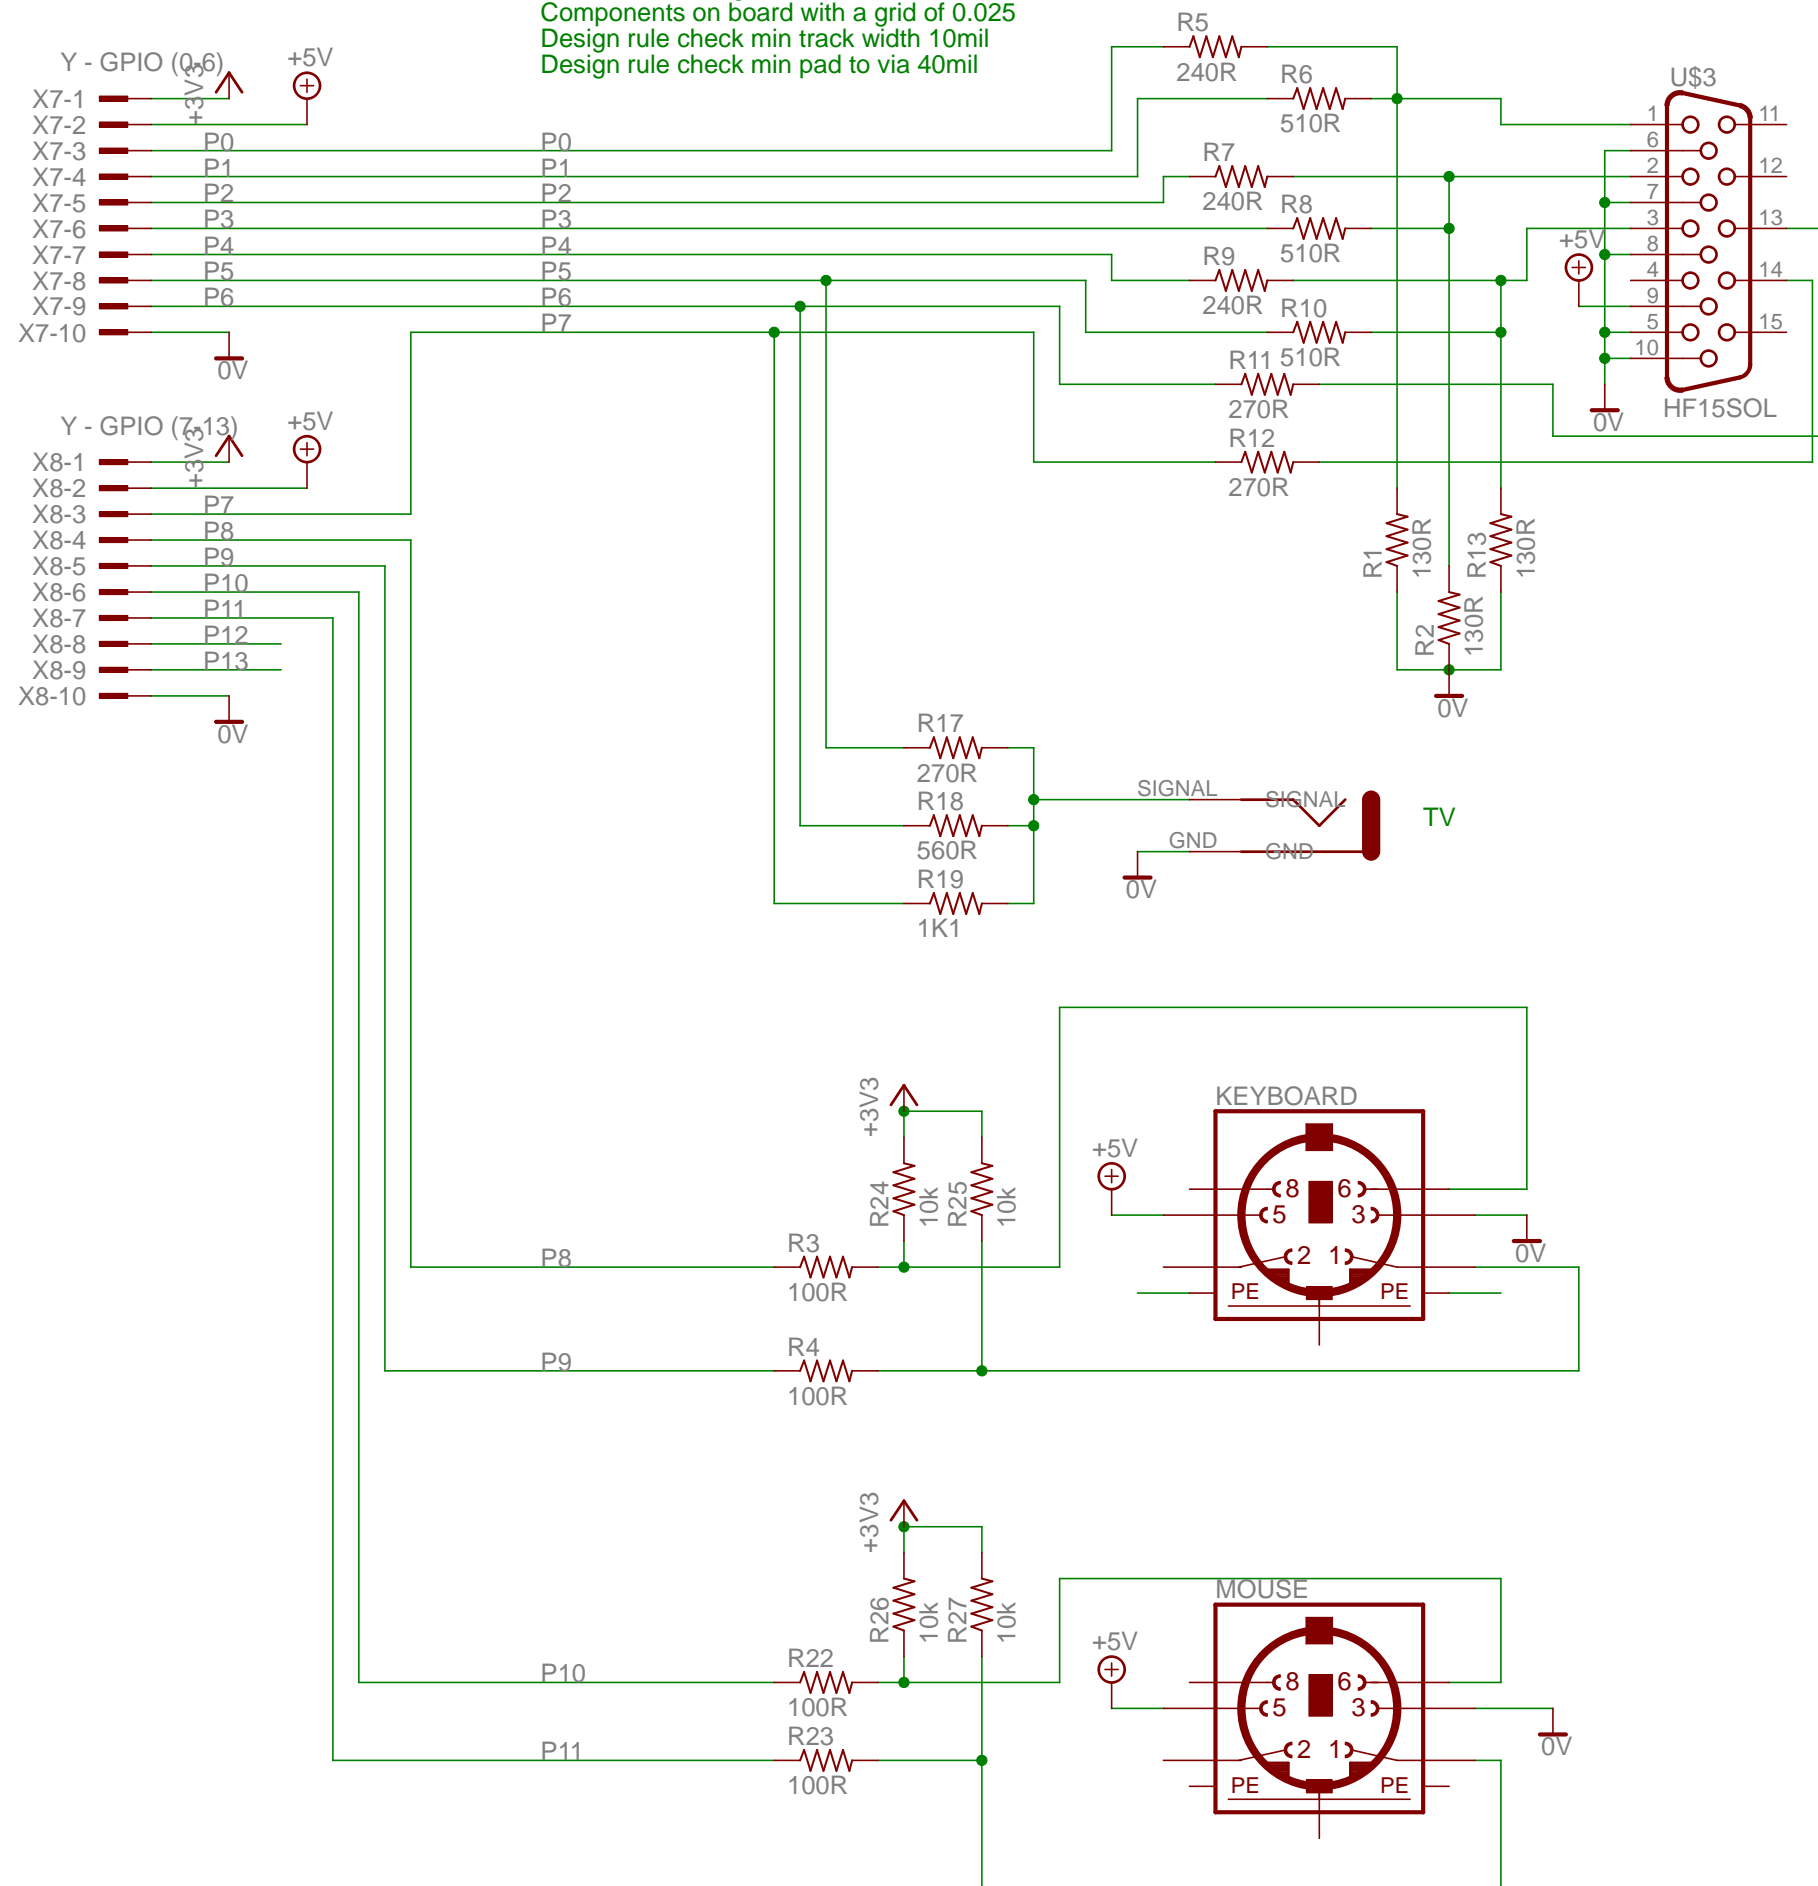 Components on board with a grid of 0.025
Design rule check min track width 10mil
Design rule check min pad to via 40mil
Y - GPIO (0-6)
+3V3
+5V
X7-1
X7-2
X7-3
X7-4
X7-5
X7-6
X7-7
X7-8
X7-9
X7-10
P0
P1
P2
P3
P4
P5
P6
0V
P0
P1
P2
P3
P4
P5
P6
P7
R5
240R
R6
510R
R7
240R
R8
510R
R9
240R
R10
510R
R11
270R
R12
270R
U$3
1
6
2
7
3
8
4
9
5
10
11
12
13
14
15
+5V
0V
HF15SOL
Y - GPIO (7-13)
+3V3
+5V
X8-1
X8-2
X8-3
X8-4
X8-5
X8-6
X8-7
X8-8
X8-9
X8-10
P7
P8
P9
P10
P11
P12
P13
0V
R1
130R
R2
130R
R13
130R
0V
R17
270R
R18
560R
R19
1K1
SIGNAL
SIGNAL
GND
GND
0V
TV
+3V3
R24
10k
R25
10k
P8
R3
100R
P9
R4
100R
KEYBOARD
+5V
8
6
5
3
2
1
PE
PE
0V
+3V3
R26
10k
R27
10k
P10
R22
100R
P11
R23
100R
MOUSE
+5V
8
6
5
3
2
1
PE
PE
0V